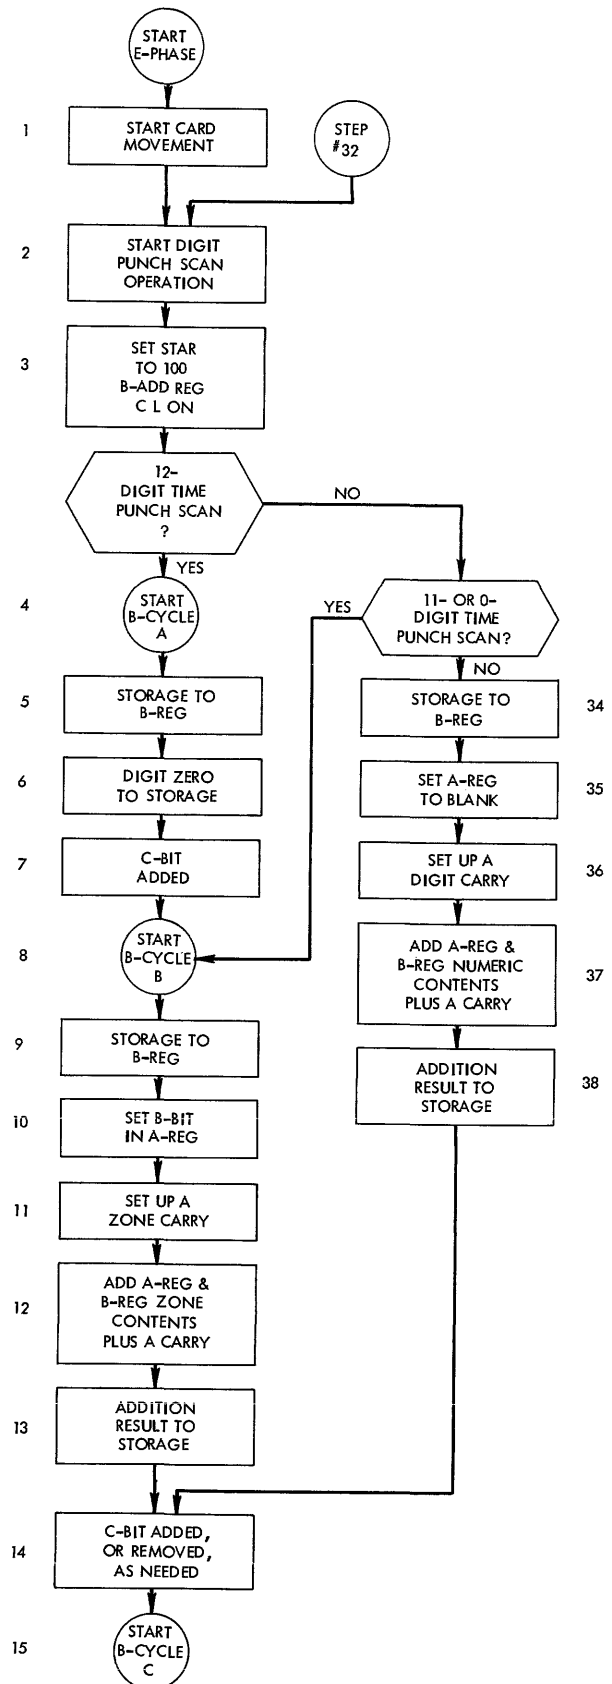 START
E-PHASE
1
START CARD
MOVEMENT
STEP
#32
2
START DIGIT
PUNCH SCAN
OPERATION
3
SET STAR
TO 100
B-ADD REG
C L ON
12-
DIGIT TIME
PUNCH SCAN
?
NO
YES
4
START
B-CYCLE
A
YES
11- OR 0-
DIGIT TIME
PUNCH SCAN?
NO
5
STORAGE TO
B-REG
6
DIGIT ZERO
TO STORAGE
7
C-BIT
ADDED
8
START
B-CYCLE
B
STORAGE TO
B-REG
34
SET A-REG
TO BLANK
35
SET UP A
DIGIT CARRY
36
ADD A-REG &
B-REG NUMERIC
CONTENTS
PLUS A CARRY
37
ADDITION
RESULT TO
STORAGE
38
9
STORAGE TO
B-REG
10
SET B-BIT
IN A-REG
11
SET UP A
ZONE CARRY
12
ADD A-REG &
B-REG ZONE
CONTENTS
PLUS A CARRY
13
ADDITION
RESULT TO
STORAGE
14
C-BIT ADDED,
OR REMOVED,
AS NEEDED
15
START
B-CYCLE
C